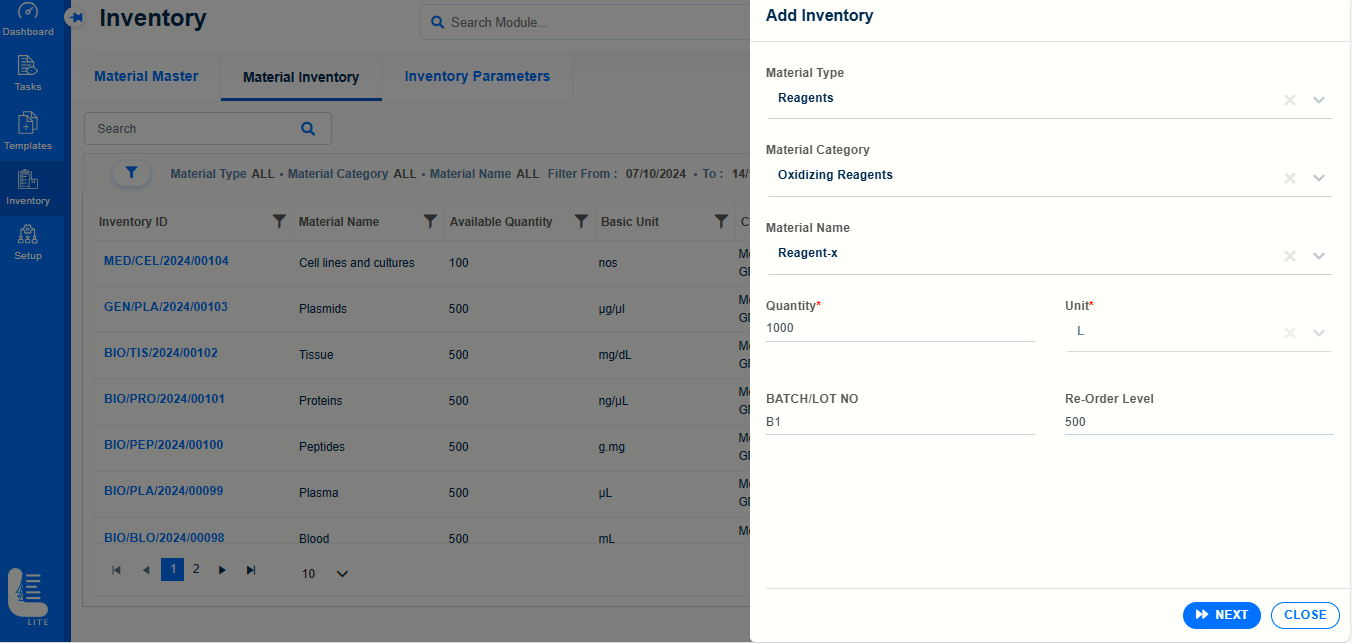 Dashboard
Tasks
Templates
Inventory
Setup
LITE
Inventory
Search Module...
Material Master
Material Inventory
Inventory Parameters
Search
Material Type ALL • Material Category ALL • Material Name ALL Filter From : 07/10/2024 • To : 14/
Inventory ID Material Name Available Quantity Basic Unit C
MED/CEL/2024/00104 Cell lines and cultures 100 nos
GEN/PLA/2024/00103 Plasmids 500 µg/µl
BIO/TIS/2024/00102 Tissue 500 mg/dL
BIO/PRO/2024/00101 Proteins 500 ng/µL
BIO/PEP/2024/00100 Peptides 500 g.mg
BIO/PLA/2024/00099 Plasma 500 µL
BIO/BLO/2024/00098 Blood 500 mL
1 2 10
Add Inventory
Material Type
Reagents
Material Category
Oxidizing Reagents
Material Name
Reagent-x
Quantity* Unit*
1000 L
BATCH/LOT NO Re-Order Level
B1 500
NEXT CLOSE